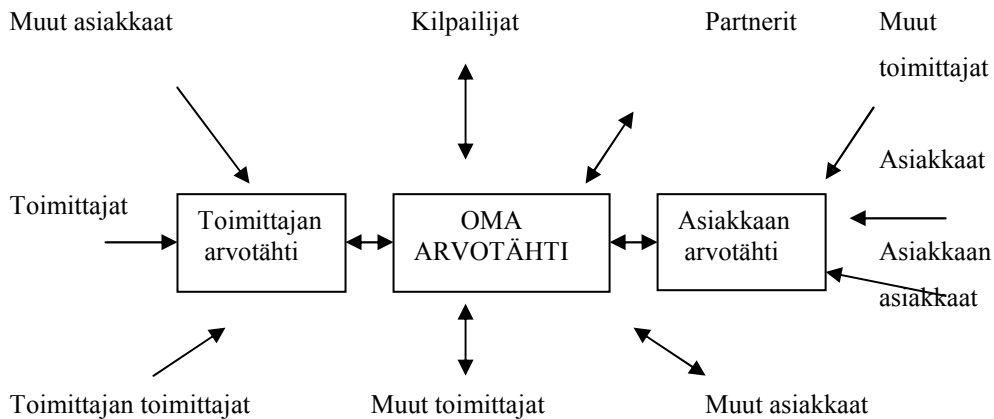 Muut asiakkaat
Kilpailijat
Partnerit
Muut
toimittajat
Asiakkaat
Toimittajat
Toimittajan
arvotähti
OMA
ARVOTÄHTI
Asiakkaan
arvotähti
Asiakkaan
asiakkaat
Toimittajan toimittajat
Muut toimittajat
Muut asiakkaat